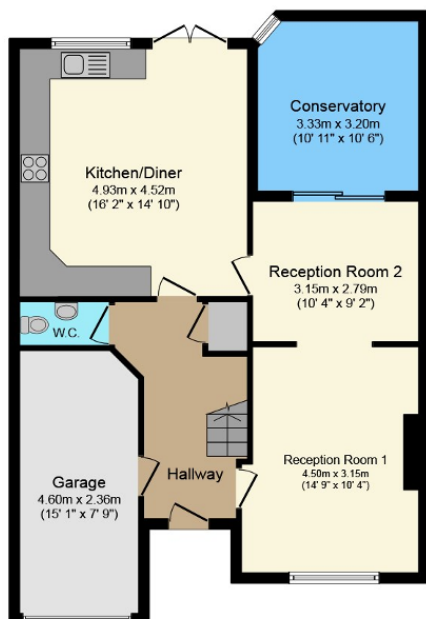 Conservatory
3.33m x 3.20m
(10' 11" x 10' 6")
Kitchen/Diner
4.93m x 4.52m
(16' 2" x 14' 10")
Reception Room 2
3.15m x 2.79m
(10' 4" x 9' 2")
W.C.
Reception Room 1
4.50m x 3.15m
(14' 9" x 10' 4")
Hallway
Garage
4.60m x 2.36m
(15' 1" x 7' 9")